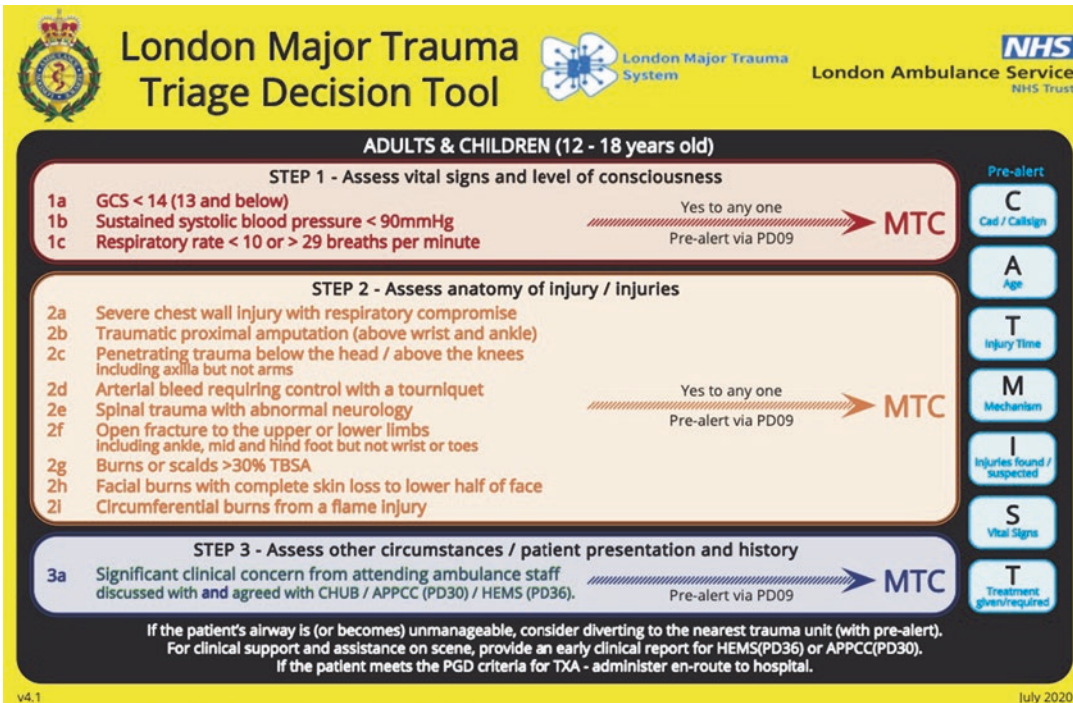 London Major Trauma
Triage Decision Tool
London Major Trauma
System
NHS
London Ambulance Service
NHS Trust
ADULTS & CHILDREN (12 - 18 years old)
STEP 1 - Assess vital signs and level of consciousness
1a GCS < 14 (13 and below)
1b Sustained systolic blood pressure < 90mmHg
1c Respiratory rate < 10 or > 29 breaths per minute
Yes to any one
Pre-alert via PD09
MTC
STEP 2 - Assess anatomy of injury / injuries
2a Severe chest wall injury with respiratory compromise
2b Traumatic proximal amputation (above wrist and ankle)
2c Penetrating trauma below the head / above the knees
including axilla but not arms
2d Arterial bleed requiring control with a tourniquet
2e Spinal trauma with abnormal neurology
2f Open fracture to the upper or lower limbs
including ankle, mid and hind foot but not wrist or toes
2g Burns or scalds >30% TBSA
2h Facial burns with complete skin loss to lower half of face
2i Circumferential burns from a flame injury
Yes to any one
Pre-alert via PD09
MTC
STEP 3 - Assess other circumstances / patient presentation and history
3a Significant clinical concern from attending ambulance staff
discussed with and agreed with CHUB / APPCC (PD30) / HEMS (PD36).
Pre-alert via PD09
MTC
If the patient's airway is (or becomes) unmanageable, consider diverting to the nearest trauma unit (with pre-alert).
For clinical support and assistance on scene, provide an early clinical report for HEMS(PD36) or APPCC(PD30).
If the patient meets the PGD criteria for TXA - administer en-route to hospital.
Pre-alert
C
Cad / Callsign
A
Age
T
Injury Time
M
Mechanism
I
Injuries found /
suspected
S
Vital Signs
T
Treatment
given/required
v4.1
July 2020